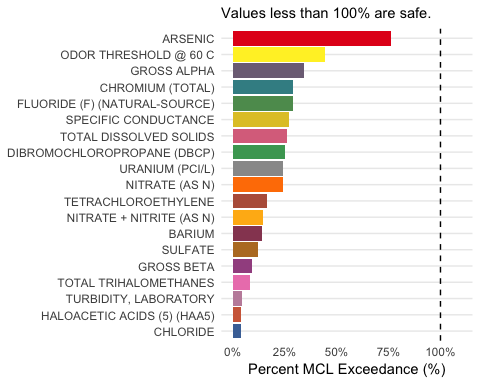 Values less than 100% are safe.
ARSENIC
ODOR THRESHOLD @ 60 C
GROSS ALPHA
CHROMIUM (TOTAL)
FLUORIDE (F) (NATURAL-SOURCE)
SPECIFIC CONDUCTANCE
TOTAL DISSOLVED SOLIDS
DIBROMOCHLOROPROPANE (DBCP)
URANIUM (PCI/L)
NITRATE (AS N)
TETRACHLOROETHYLENE
NITRATE + NITRITE (AS N)
BARIUM
SULFATE
GROSS BETA
TOTAL TRIHALOMETHANES
TURBIDITY, LABORATORY
HALOACETIC ACIDS (5) (HAA5)
CHLORIDE
0% 25% 50% 75% 100%
Percent MCL Exceedance (%)